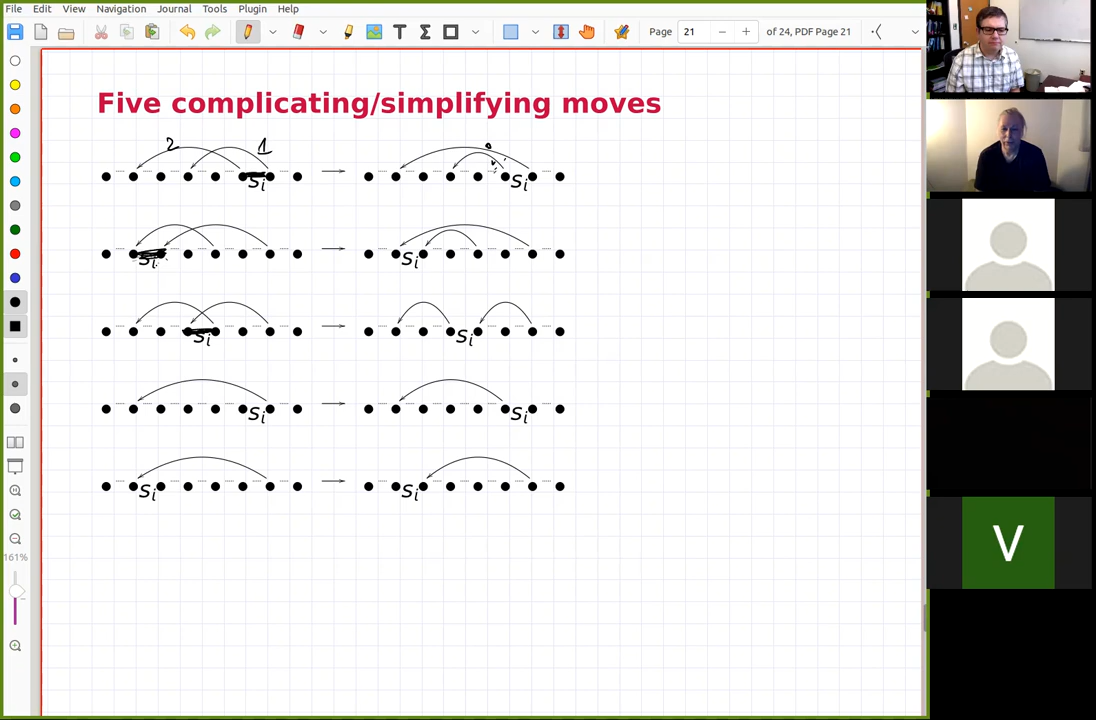 File Edit View Navigation Journal Tools Plugin Help
Page 21 of 24, PDF Page 21
Five complicating/simplifying moves
2 1
s_i s_i
s_i s_i
s_i s_i
s_i s_i
s_i s_i
161%
V